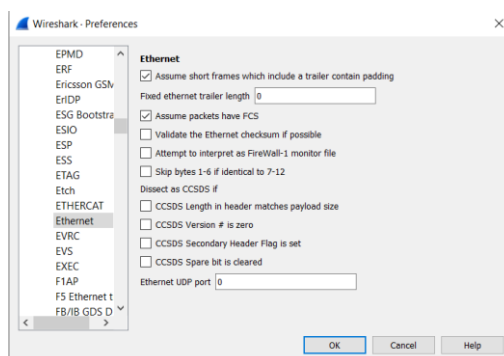 Wireshark · Preferences
EPMD
ERF
Ericsson GSM
ErlDP
ESG Bootstra
ESIO
ESP
ESS
ETAG
Etch
ETHERCAT
Ethernet
EVRC
EVS
EXEC
F1AP
F5 Ethernet t
FB/IB GDS D
Ethernet
Assume short frames which include a trailer contain padding
Fixed ethernet trailer length 0
Assume packets have FCS
Validate the Ethernet checksum if possible
Attempt to interpret as FireWall-1 monitor file
Skip bytes 1-6 if identical to 7-12
Dissect as CCSDS if
CCSDS Length in header matches payload size
CCSDS Version # is zero
CCSDS Secondary Header Flag is set
CCSDS Spare bit is cleared
Ethernet UDP port 0
OK Cancel Help